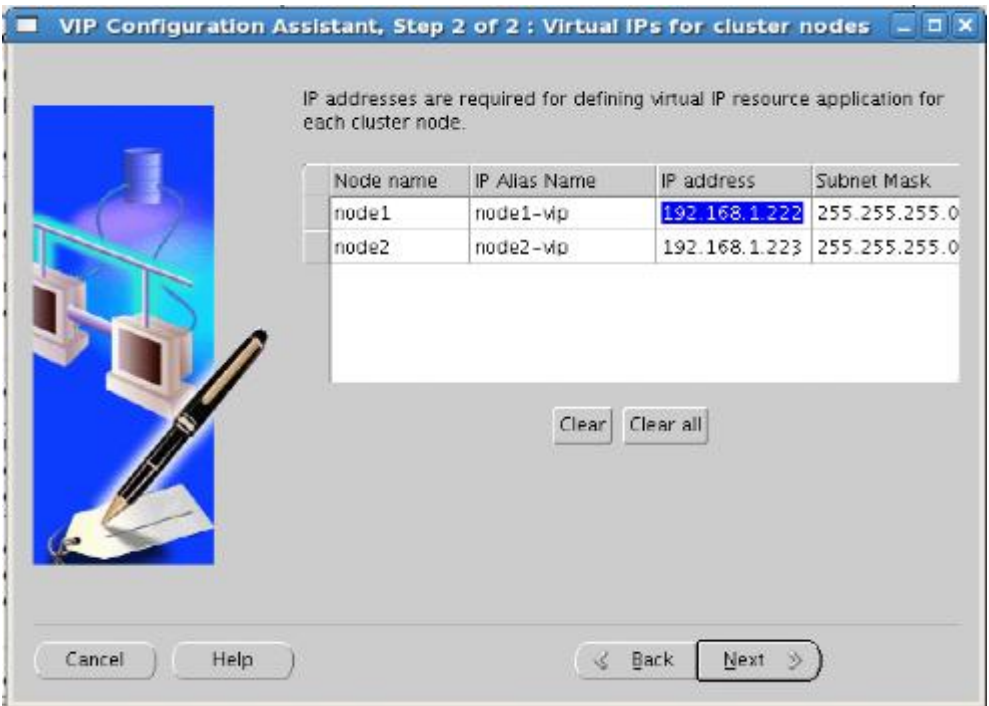 VIP Configuration Assistant, Step 2 of 2 : Virtual IPs for cluster nodes
IP addresses are required for defining virtual IP resource application for
each cluster node.
Node name IP Alias Name IP address Subnet Mask
node1 node1-vip 192.168.1.222 255.255.255.0
node2 node2-vip 192.168.1.223 255.255.255.0
Clear Clear all
Cancel Help Back Next